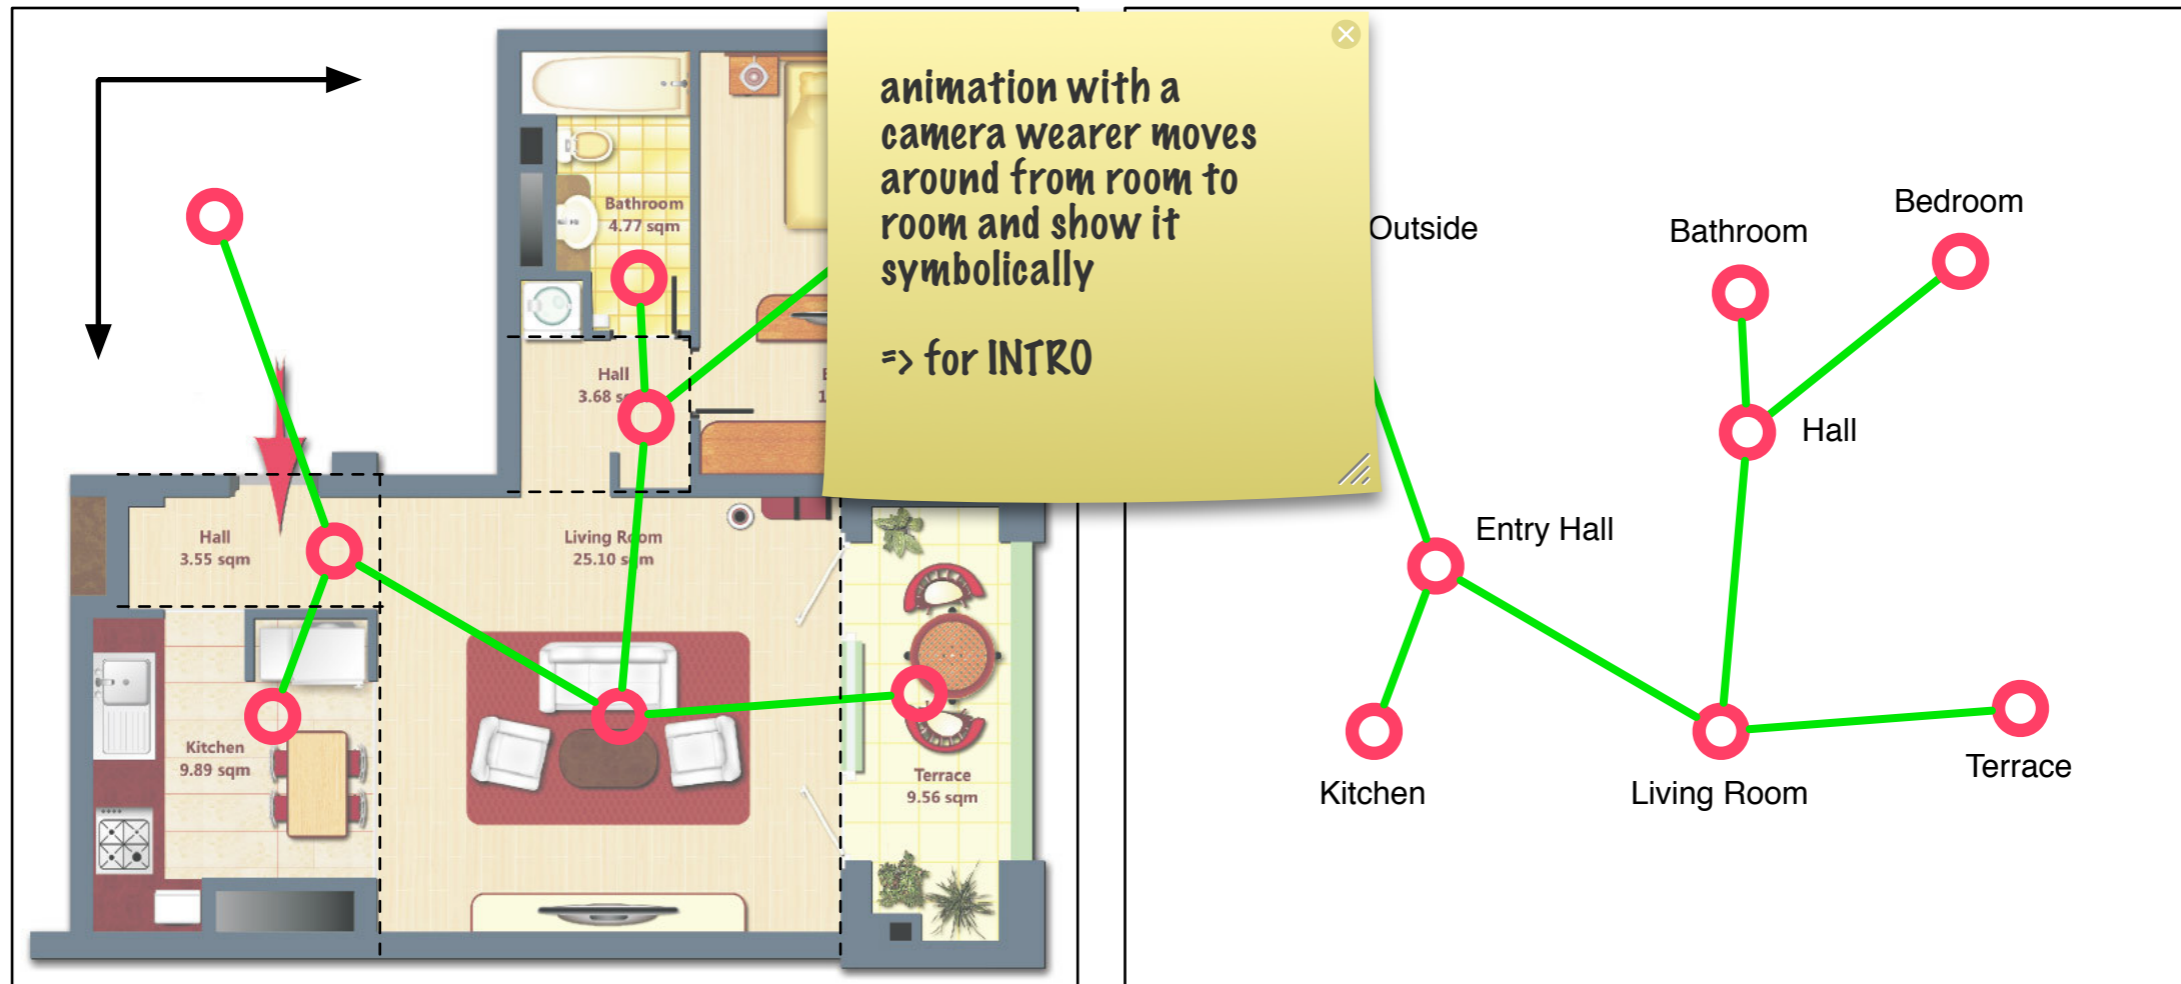 Bathroom
4.77 sqm
Hall
3.68
Hall
3.55 sqm
Living Room
25.10 sqm
Kitchen
9.89 sqm
Terrace
9.56 sqm
animation with a
camera wearer moves
around from room to
room and show it
symbolically
=> for INTRO
Outside
Bathroom
Bedroom
Hall
Entry Hall
Kitchen
Living Room
Terrace